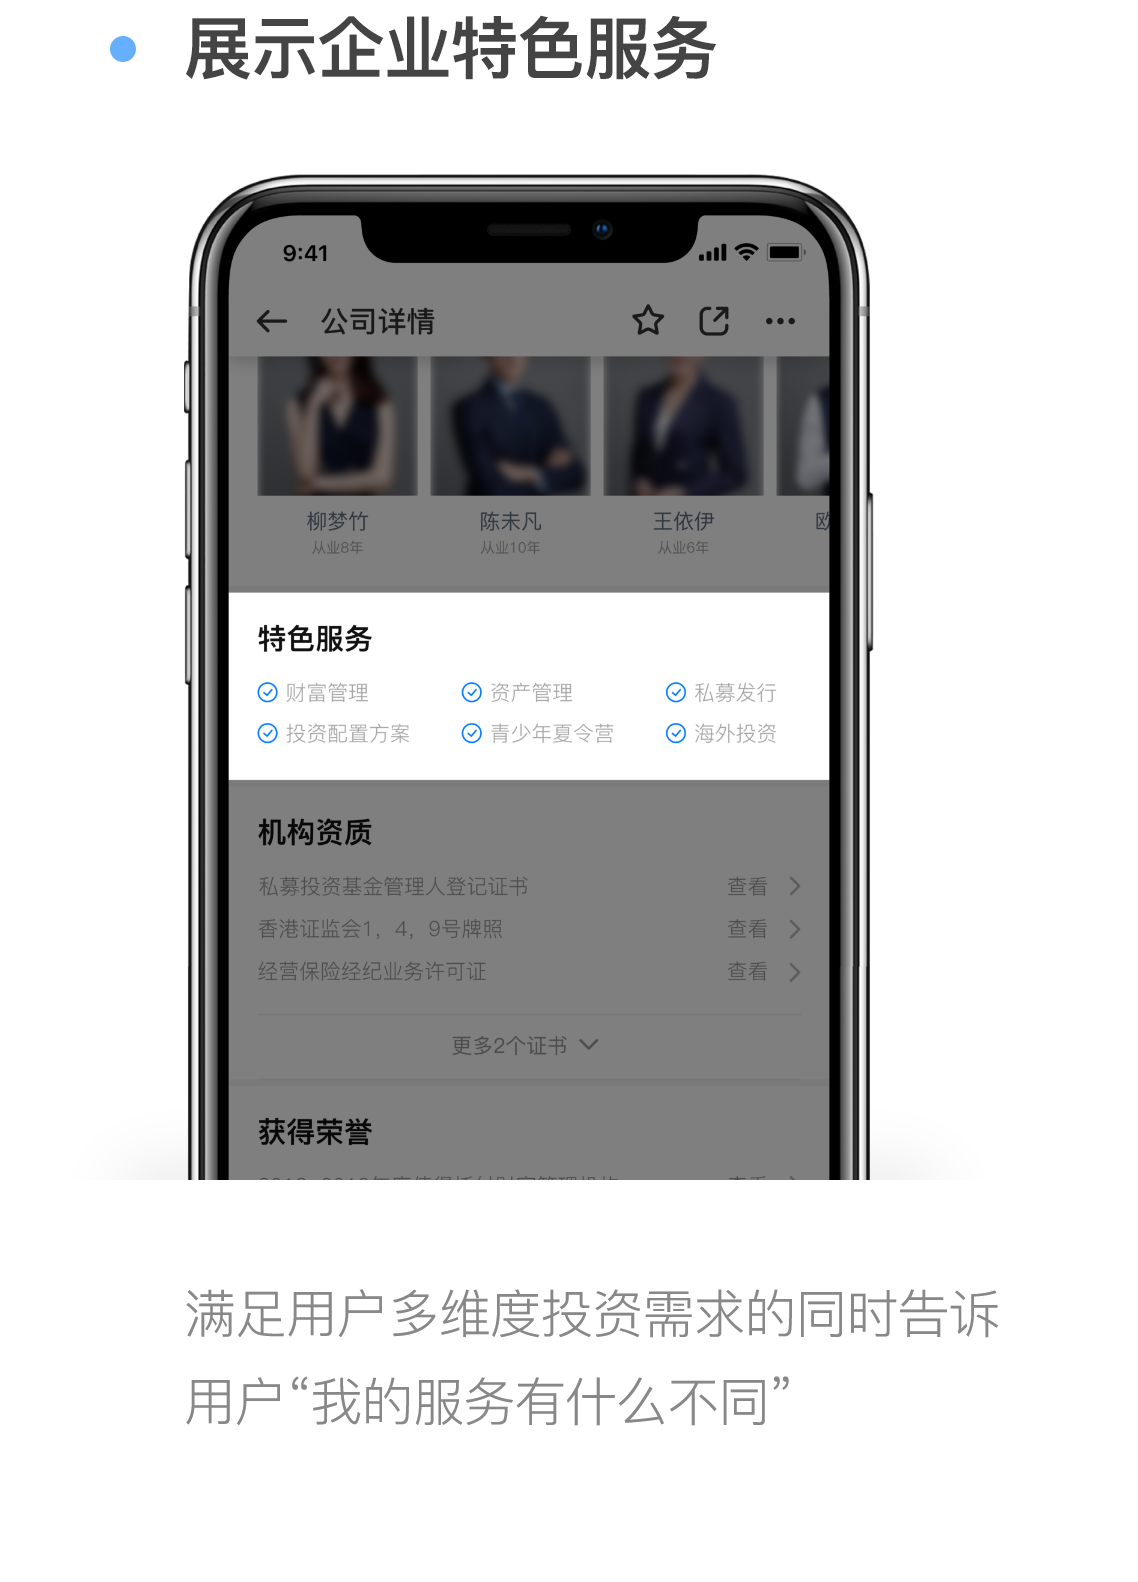 展示企业特色服务
9:41
公司详情
柳梦竹 陈未凡 王依伊 欧
从业8年 从业10年 从业6年
特色服务
财富管理 资产管理 私募发行
投资配置方案 青少年夏令营 海外投资
机构资质
私募投资基金管理人登记证书 查看
香港证监会1，4，9号牌照 查看
经营保险经纪业务许可证 查看
更多2个证书
获得荣誉
满足用户多维度投资需求的同时告诉
用户“我的服务有什么不同”